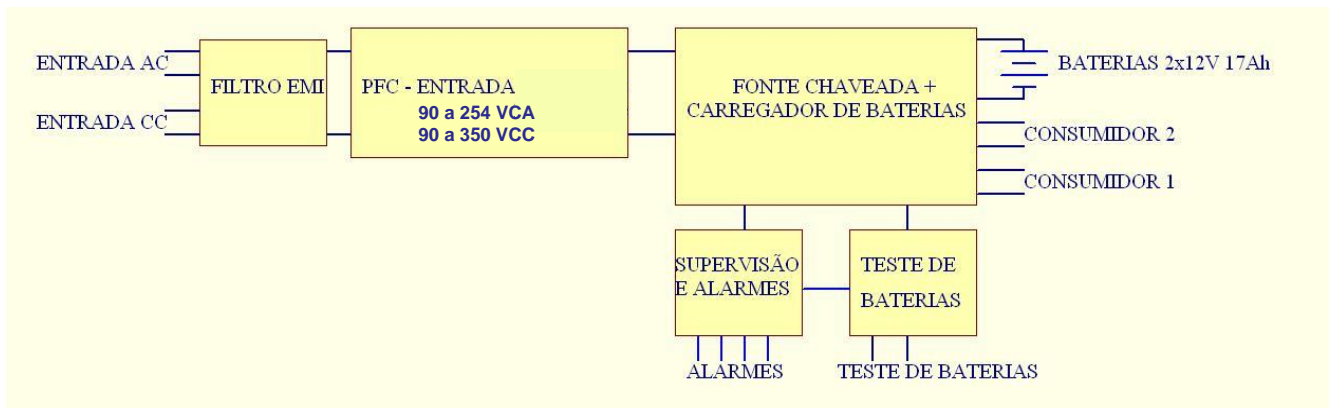 ENTRADA AC
ENTRADA CC
FILTRO EMI
PFC - ENTRADA
90 a 254 VCA
90 a 350 VCC
FONTE CHAVEADA +
CARREGADOR DE BATERIAS
BATERIAS 2x12V 17Ah
CONSUMIDOR 2
CONSUMIDOR 1
SUPERVISÃO
E ALARMES
TESTE DE
BATERIAS
ALARMES
TESTE DE BATERIAS